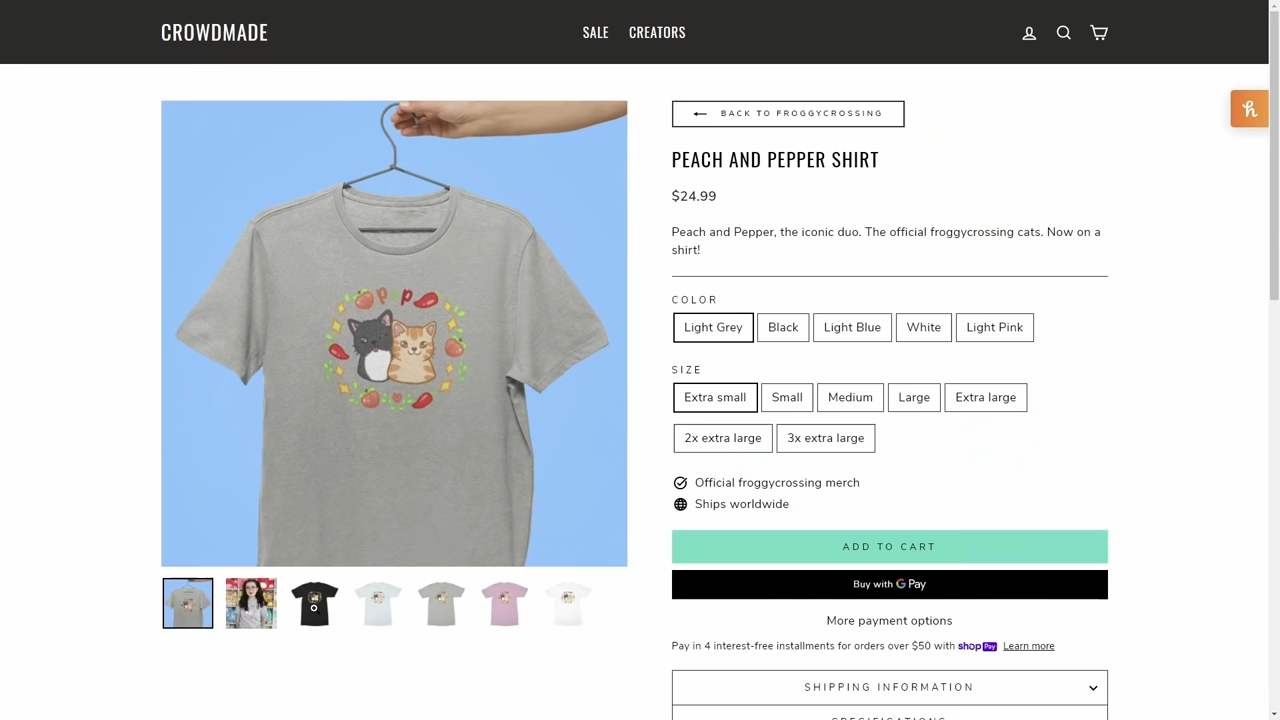 CROWDMADE
SALE
CREATORS
BACK TO FROGGYCROSSING
PEACH AND PEPPER SHIRT
$24.99
Peach and Pepper, the iconic duo. The official froggycrossing cats. Now on a
shirt!
COLOR
Light Grey
Black
Light Blue
White
Light Pink
SIZE
Extra small
Small
Medium
Large
Extra large
2x extra large
3x extra large
Official froggycrossing merch
Ships worldwide
ADD TO CART
Buy with G Pay
More payment options
Pay in 4 interest-free installments for orders over $50 with shop Pay Learn more
SHIPPING INFORMATION
SPECIFICATIONS
pep